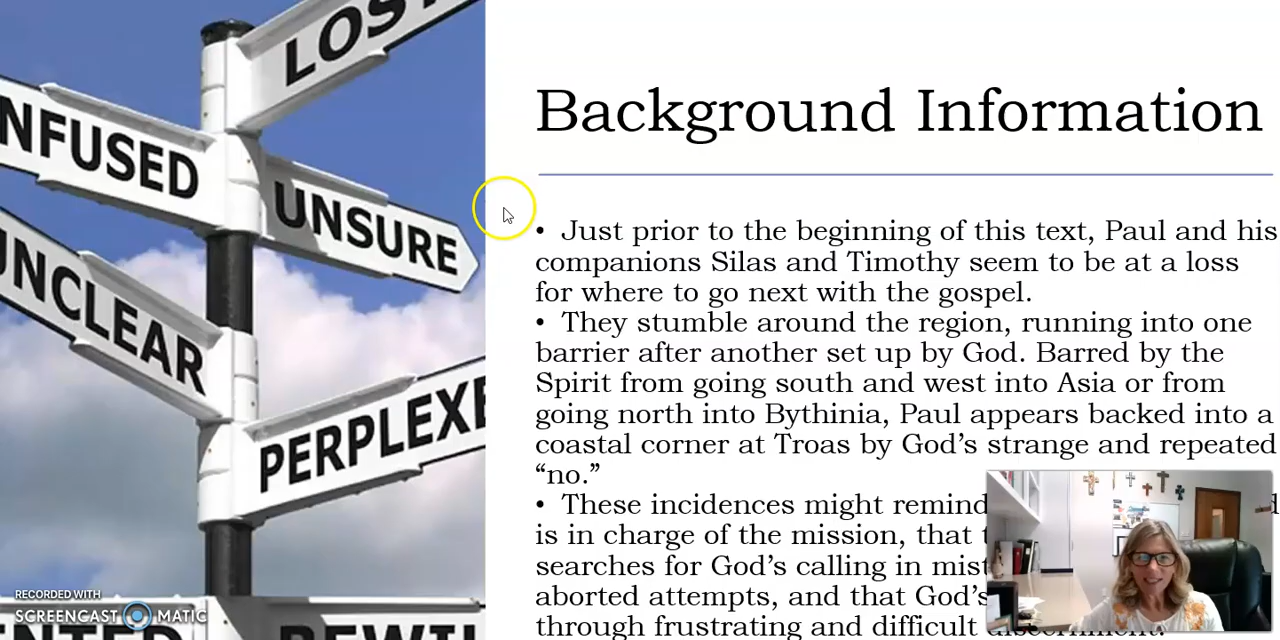 LOST
NFUSED
UNSURE
UNCLEAR
PERPLEXE
RECORDED WITH
SCREENCAST MATIC
Background Information
• Just prior to the beginning of this text, Paul and his
companions Silas and Timothy seem to be at a loss
for where to go next with the gospel.
• They stumble around the region, running into one
barrier after another set up by God. Barred by the
Spirit from going south and west into Asia or from
going north into Bythinia, Paul appears backed into a
coastal corner at Troas by God’s strange and repeated
“no.”
• These incidences might remind
is in charge of the mission, that
searches for God’s calling in
aborted attempts, and that God’s
through frustrating and difficult